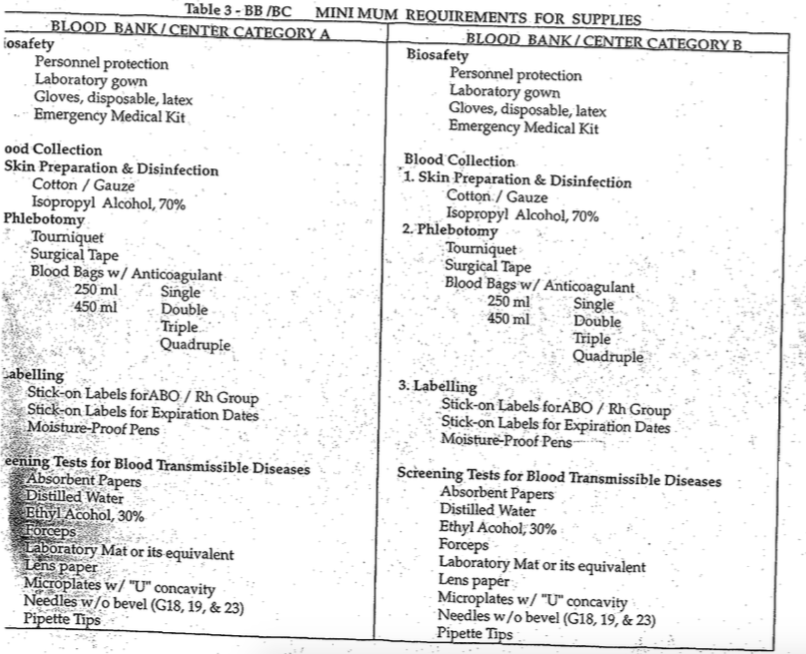 Table 3 - BB /BC MINIMUM REQUIREMENTS FOR SUPPLIES
BLOOD BANK / CENTER CATEGORY A
iosafety
Personnel protection
Laboratory gown
Gloves, disposable, latex
Emergency Medical Kit
ood Collection
Skin Preparation & Disinfection
Cotton / Gauze
Isopropyl Alcohol, 70%
Phlebotomy
Tourniquet
Surgical Tape
Blood Bags w/ Anticoagulant
250 ml Single
450 ml Double
Triple
Quadruple
abelling
Stick-on Labels forABO / Rh Group
Stick-on Labels for Expiration Dates
Moisture-Proof Pens
eening Tests for Blood Transmissible Diseases
Absorbent Papers
Distilled Water
Ethyl Acohol, 30%
Forceps
Laboratory Mat or its equivalent
Lens paper
Microplates w/ "U" concavity
Needles w/o bevel (G18, 19, & 23)
Pipette Tips
BLOOD BANK / CENTER CATEGORY B
Biosafety
Personnel protection
Laboratory gown
Gloves, disposable, latex
Emergency Medical Kit
Blood Collection
1. Skin Preparation & Disinfection
Cotton / Gauze
Isopropyl Alcohol, 70%
2. Phlebotomy
Tourniquet
Surgical Tape
Blood Bags w/ Anticoagulant
250 ml Single
450 ml Double
Triple
Quadruple
3. Labelling
Stick-on Labels forABO / Rh Group
Stick-on Labels for Expiration Dates
Moisture-Proof Pens
Screening Tests for Blood Transmissible Diseases
Absorbent Papers
Distilled Water
Ethyl Acohol, 30%
Forceps
Laboratory Mat or its equivalent
Lens paper
Microplates w/ "U" concavity
Needles w/o bevel (G18, 19, & 23)
Pipette Tips